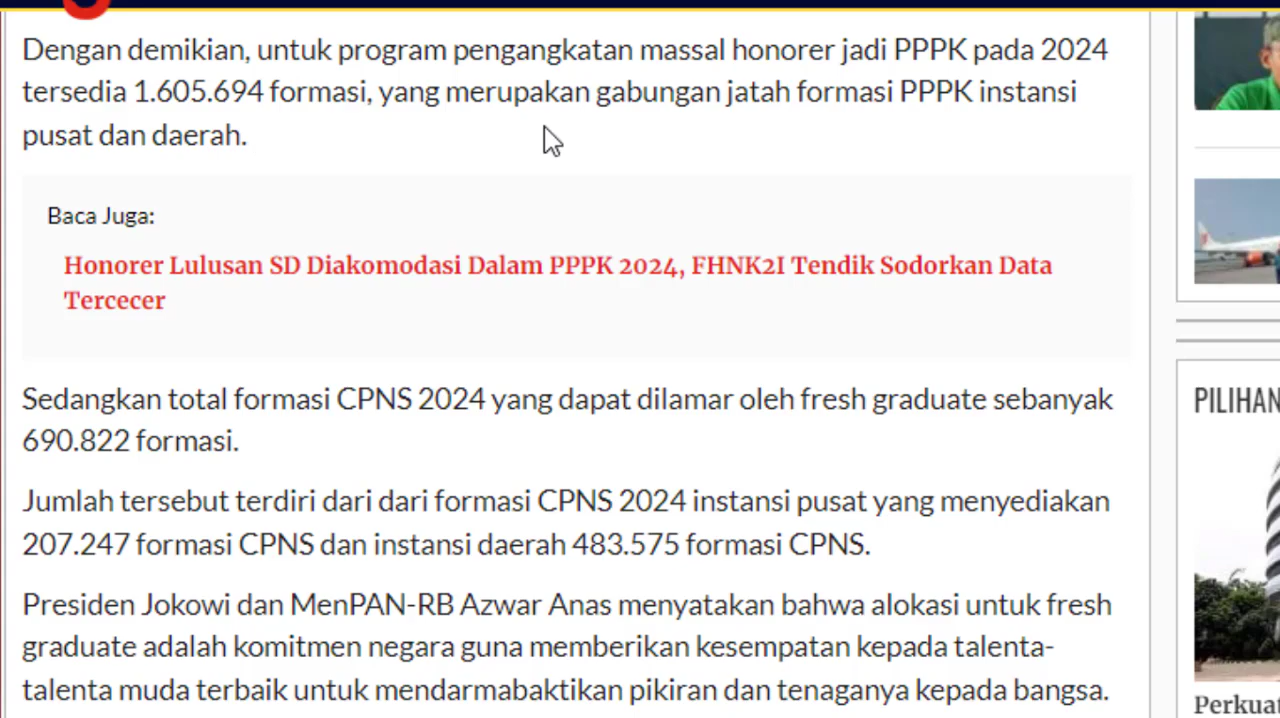 Dengan demikian, untuk program pengangkatan massal honorer jadi PPPK pada 2024
tersedia 1.605.694 formasi, yang merupakan gabungan jatah formasi PPPK instansi
pusat dan daerah.
Baca Juga:
Honorer Lulusan SD Diakomodasi Dalam PPPK 2024, FHNK2I Tendik Sodorkan Data
Tercecer
Sedangkan total formasi CPNS 2024 yang dapat dilamar oleh fresh graduate sebanyak
690.822 formasi.
Jumlah tersebut terdiri dari dari formasi CPNS 2024 instansi pusat yang menyediakan
207.247 formasi CPNS dan instansi daerah 483.575 formasi CPNS.
Presiden Jokowi dan MenPAN-RB Azwar Anas menyatakan bahwa alokasi untuk fresh
graduate adalah komitmen negara guna memberikan kesempatan kepada talenta-
talenta muda terbaik untuk mendarmabaktikan pikiran dan tenaganya kepada bangsa.
PILIHAN
Perkuat